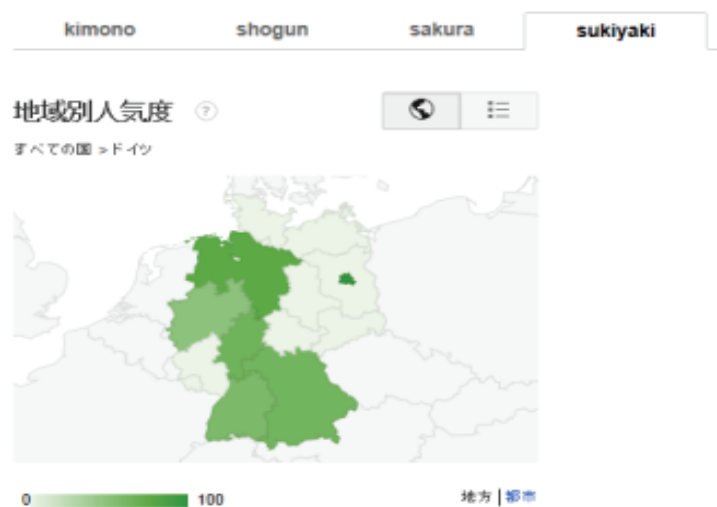 kimono shogun sakura sukiyaki
地域別人気度 ?
すべての国 > ドイツ
0 100 地方 | 都市